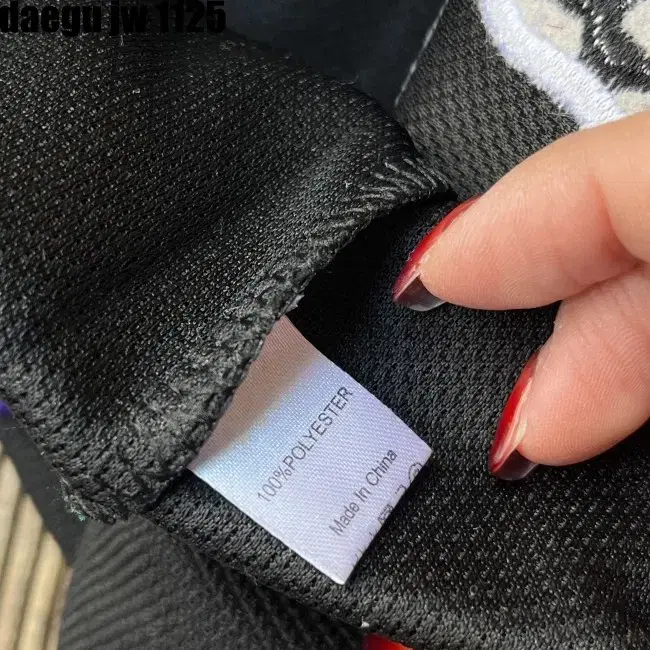 daegu jw 1125
100%POLYESTER
Made In China